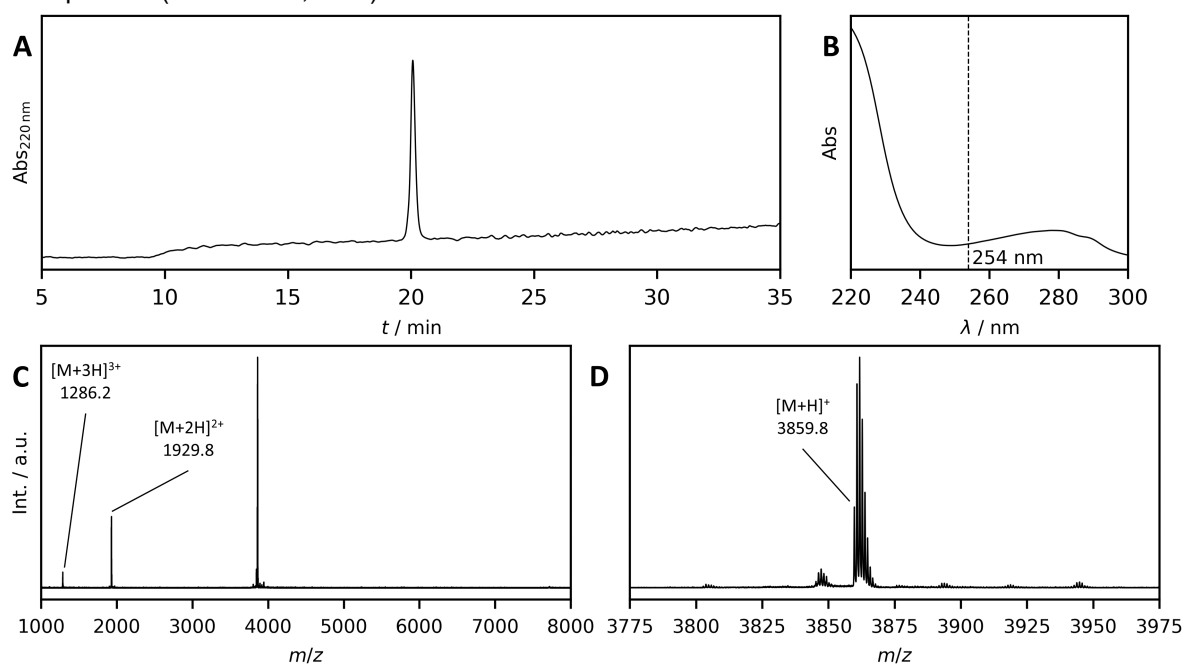 A
Abs220 nm
5 10 15 20 25 30 35
t / min
B
Abs
254 nm
220 240 260 280 300
λ / nm
C
[M+3H]3+
1286.2
[M+2H]2+
1929.8
Int. / a.u.
1000 2000 3000 4000 5000 6000 7000 8000
m/z
D
[M+H]+
3859.8
3775 3800 3825 3850 3875 3900 3925 3950 3975
m/z